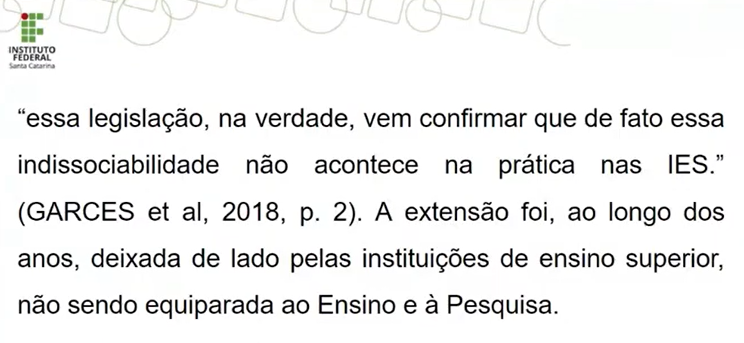 INSTITUTO
FEDERAL
Santa Catarina
“essa legislação, na verdade, vem confirmar que de fato essa
indissociabilidade não acontece na prática nas IES.”
(GARCES et al, 2018, p. 2). A extensão foi, ao longo dos
anos, deixada de lado pelas instituições de ensino superior,
não sendo equiparada ao Ensino e à Pesquisa.